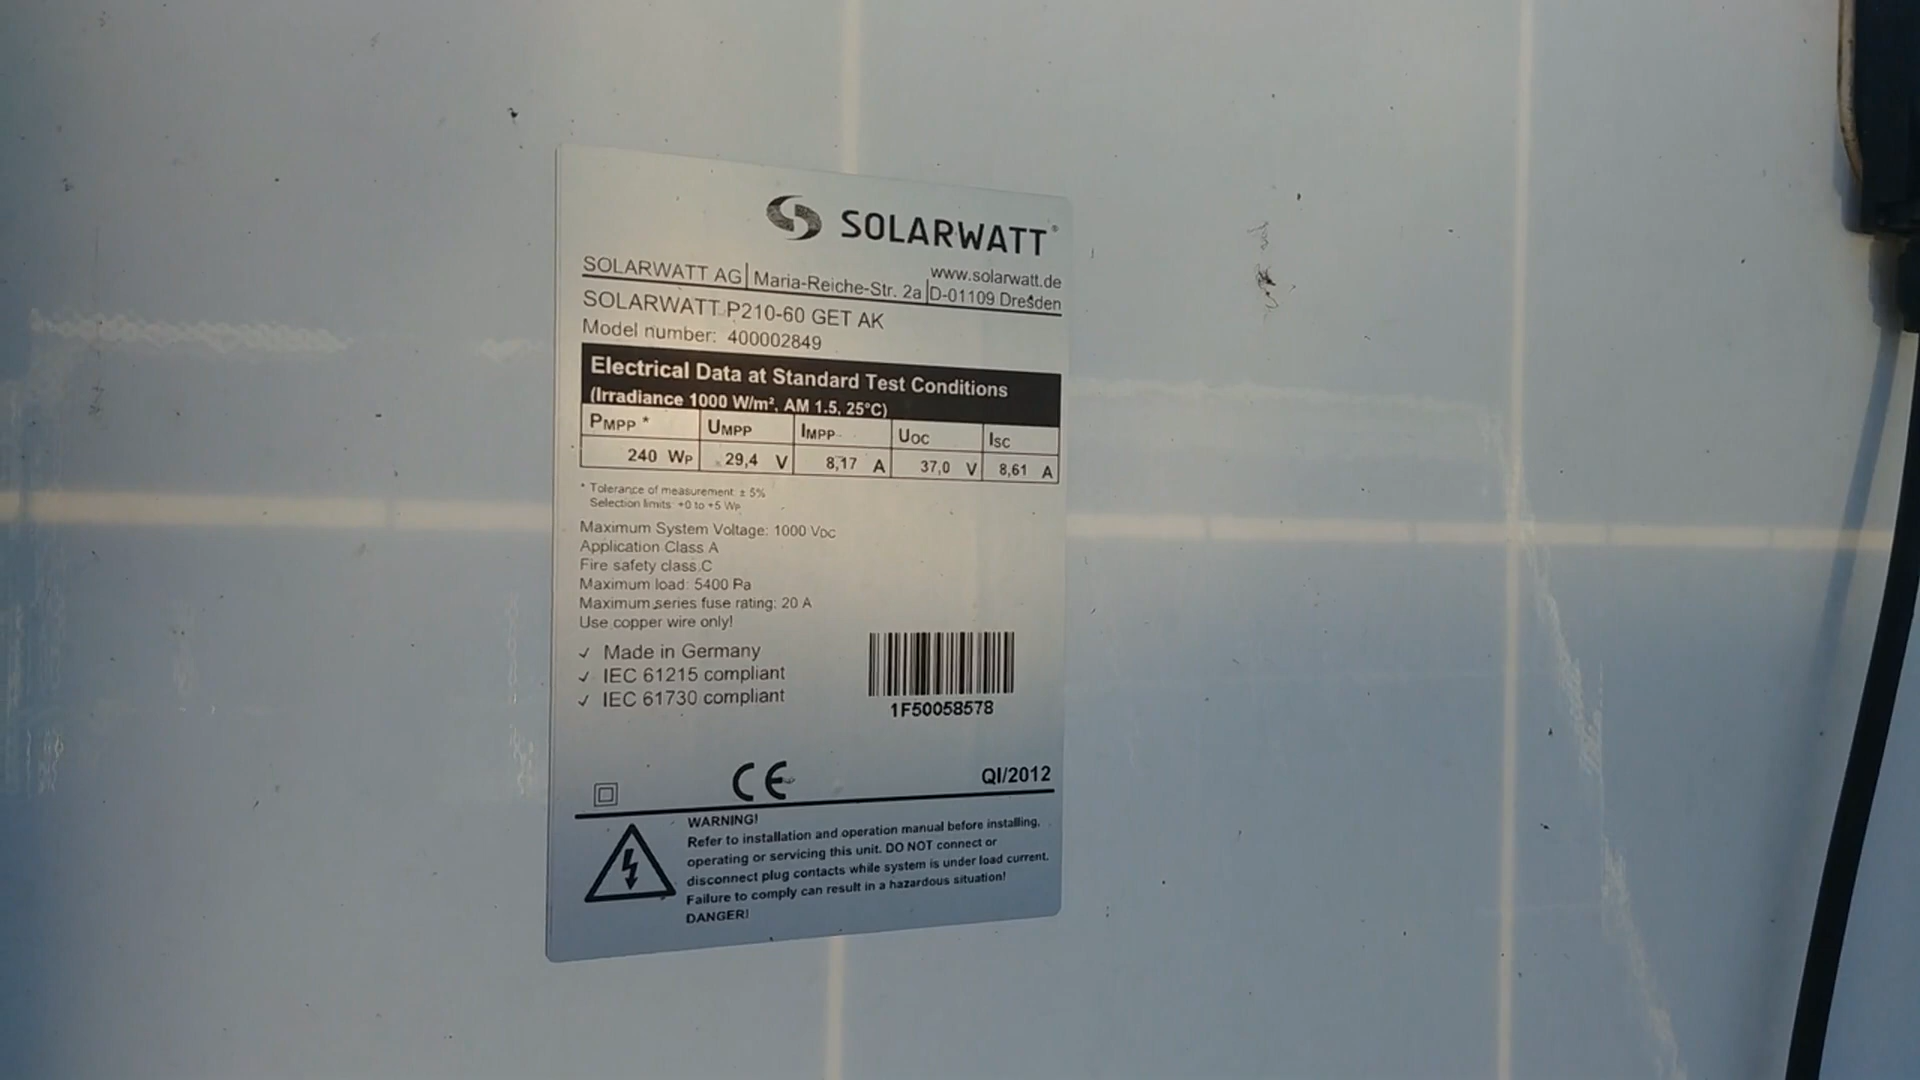 SOLARWATT®
www.solarwatt.de
SOLARWATT AG | Maria-Reiche-Str. 2a | D-01109 Dresden
SOLARWATT P210-60 GET AK
Model number: 400002849
Electrical Data at Standard Test Conditions
(Irradiance 1000 W/m², AM 1.5, 25°C)
PMPP * UMPP IMPP UOC ISC
240 WP 29,4 V 8,17 A 37,0 V 8,61 A
* Tolerance of measurement: ± 5%
Selection limits: +0 to +5 WP
Maximum System Voltage: 1000 VDC
Application Class A
Fire safety class C
Maximum load: 5400 Pa
Maximum series fuse rating: 20 A
Use copper wire only!
✓ Made in Germany
✓ IEC 61215 compliant
✓ IEC 61730 compliant
1F50058578
CE
QI/2012
WARNING!
Refer to installation and operation manual before installing,
operating or servicing this unit. DO NOT connect or
disconnect plug contacts while system is under load current.
Failure to comply can result in a hazardous situation!
DANGER!